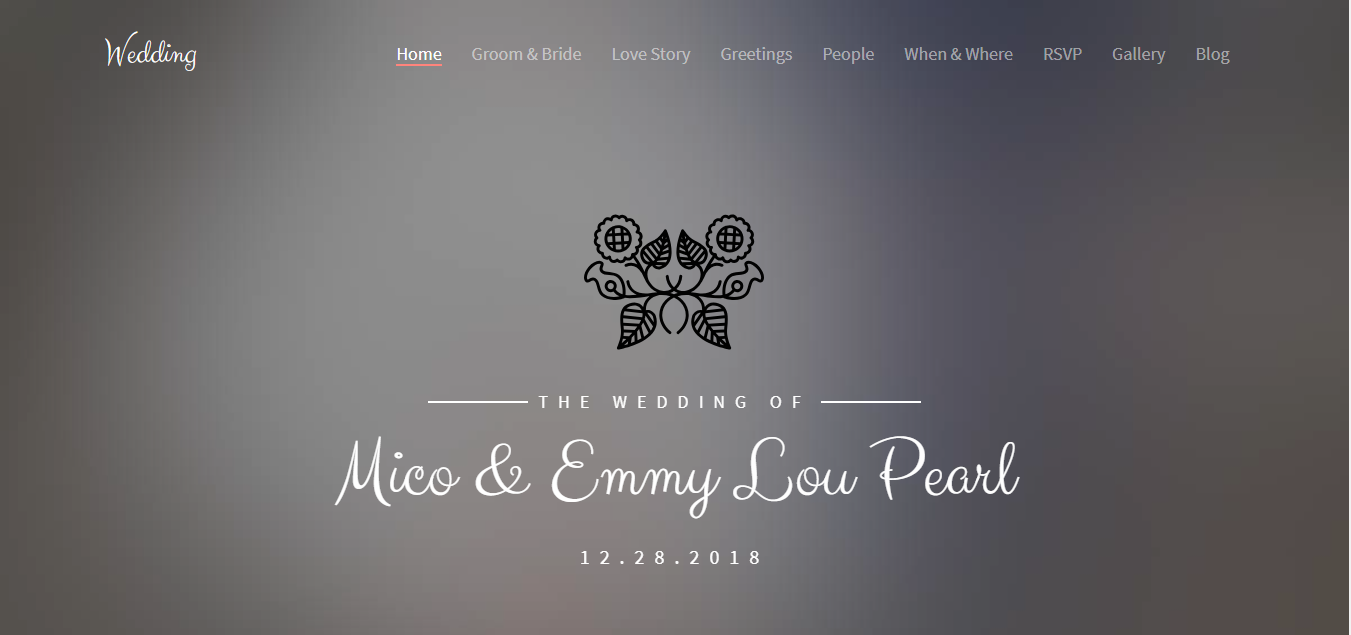 Wedding
Home Groom & Bride Love Story Greetings People When & Where RSVP Gallery Blog
THE WEDDING OF
Mico & Emmy Lou Pearl
12.28.2018